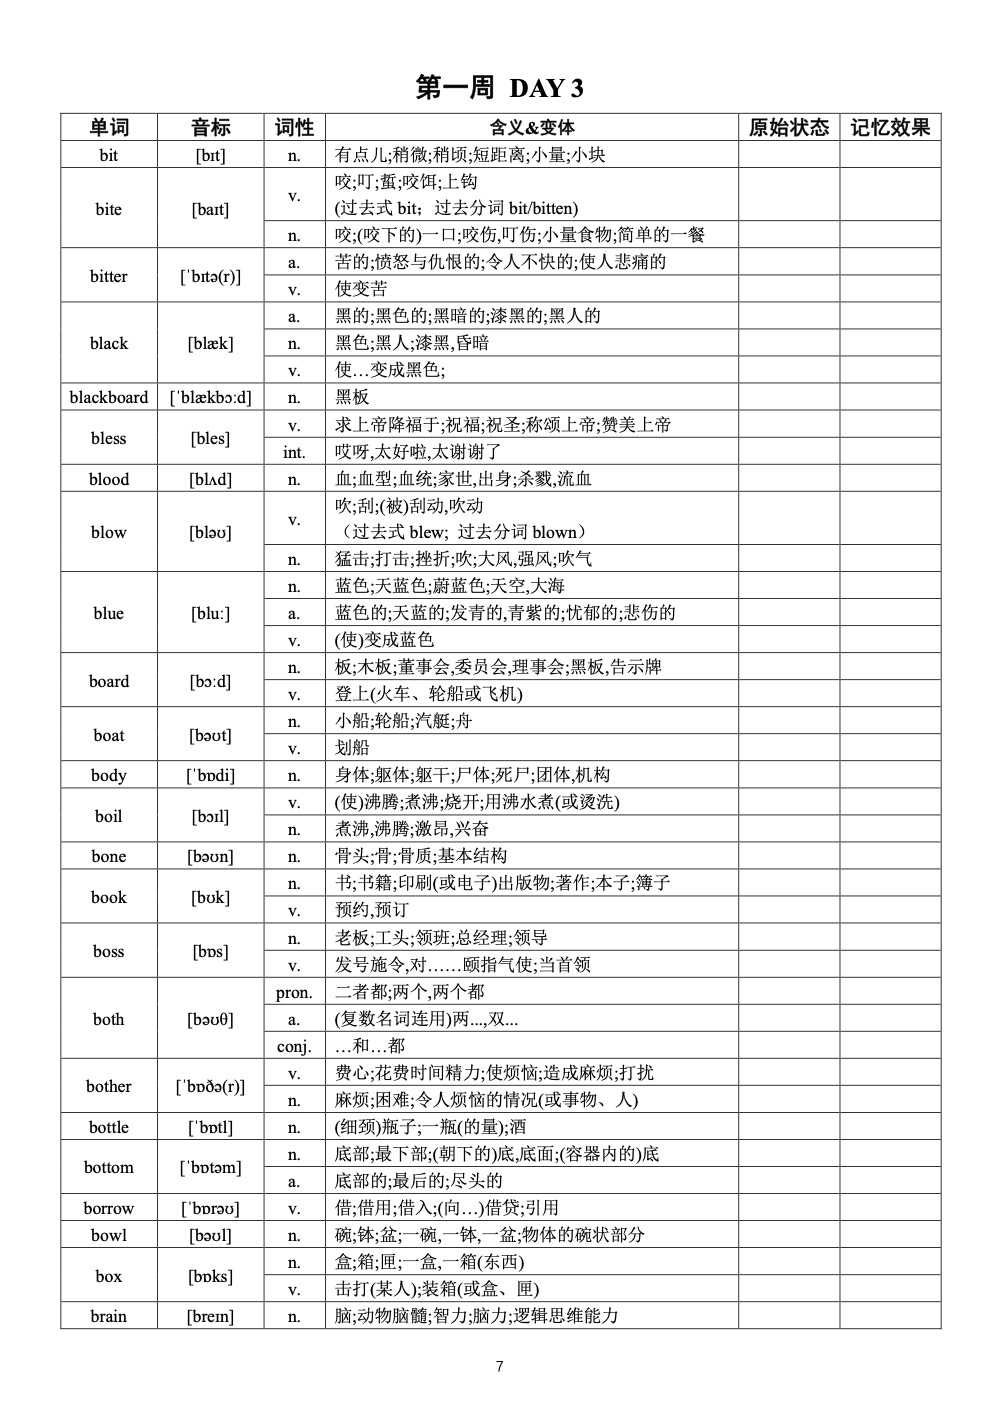 第一周 DAY 3
单词 音标 词性 含义&变体 原始状态 记忆效果
bit [bɪt] n. 有点儿;稍微;稍顷;短距离;小量;小块
bite [baɪt] v. 咬;叮;蜇;咬饵;上钩
(过去式 bit；过去分词 bit/bitten)
n. 咬;(咬下的)一口;咬伤,叮伤;小量食物;简单的一餐
bitter [ˈbɪtə(r)] a. 苦的;愤怒与仇恨的;令人不快的;使人悲痛的
v. 使变苦
black [blæk] a. 黑的;黑色的;黑暗的;漆黑的;黑人的
n. 黑色;黑人;漆黑,昏暗
v. 使…变成黑色;
blackboard [ˈblækbɔːd] n. 黑板
bless [bles] v. 求上帝降福于;祝福;祝圣;称颂上帝;赞美上帝
int. 哎呀,太好啦,太谢谢了
blood [blʌd] n. 血;血型;血统;家世,出身;杀戮,流血
blow [bləʊ] v. 吹;刮;(被)刮动,吹动
（过去式 blew; 过去分词 blown）
n. 猛击;打击;挫折;吹;大风,强风;吹气
blue [bluː] n. 蓝色;天蓝色;蔚蓝色;天空,大海
a. 蓝色的;天蓝的;发青的,青紫的;忧郁的;悲伤的
v. (使)变成蓝色
board [bɔːd] n. 板;木板;董事会,委员会,理事会;黑板,告示牌
v. 登上(火车、轮船或飞机)
boat [bəʊt] n. 小船;轮船;汽艇;舟
v. 划船
body [ˈbɒdi] n. 身体;躯体;躯干;尸体;死尸;团体,机构
boil [bɔɪl] v. (使)沸腾;煮沸;烧开;用沸水煮(或烫洗)
n. 煮沸,沸腾;激昂,兴奋
bone [bəʊn] n. 骨头;骨;骨质;基本结构
book [bʊk] n. 书;书籍;印刷(或电子)出版物;著作;本子;簿子
v. 预约,预订
boss [bɒs] n. 老板;工头;领班;总经理;领导
v. 发号施令,对……颐指气使;当首领
both [bəʊθ] pron. 二者都;两个,两个都
a. (复数名词连用)两...,双...
conj. …和…都
bother [ˈbɒðə(r)] v. 费心;花费时间精力;使烦恼;造成麻烦;打扰
n. 麻烦;困难;令人烦恼的情况(或事物、人)
bottle [ˈbɒtl] n. (细颈)瓶子;一瓶(的量);酒
bottom [ˈbɒtəm] n. 底部;最下部;(朝下的)底,底面;(容器内的)底
a. 底部的;最后的;尽头的
borrow [ˈbɒrəʊ] v. 借;借用;借入;(向…)借贷;引用
bowl [bəʊl] n. 碗;钵;盆;一碗,一钵,一盆;物体的碗状部分
box [bɒks] n. 盒;箱;匣;一盒,一箱(东西)
v. 击打(某人);装箱(或盒、匣)
brain [breɪn] n. 脑;动物脑髓;智力;脑力;逻辑思维能力
7